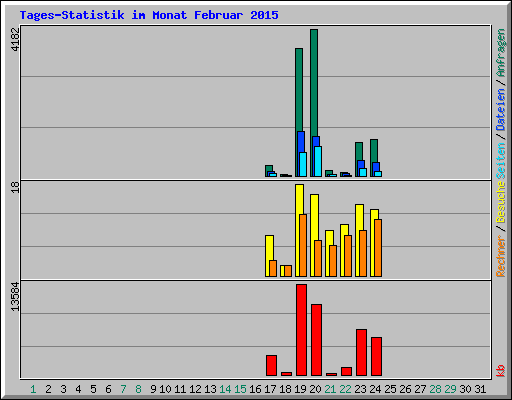 Tages-Statistik im Monat Februar 2015
4182
18
13584
Anfragen / Dateien / Seiten
Besuche / Rechner
kb
1 2 3 4 5 6 7 8 9 10 11 12 13 14 15 16 17 18 19 20 21 22 23 24 25 26 27 28 29 30 31